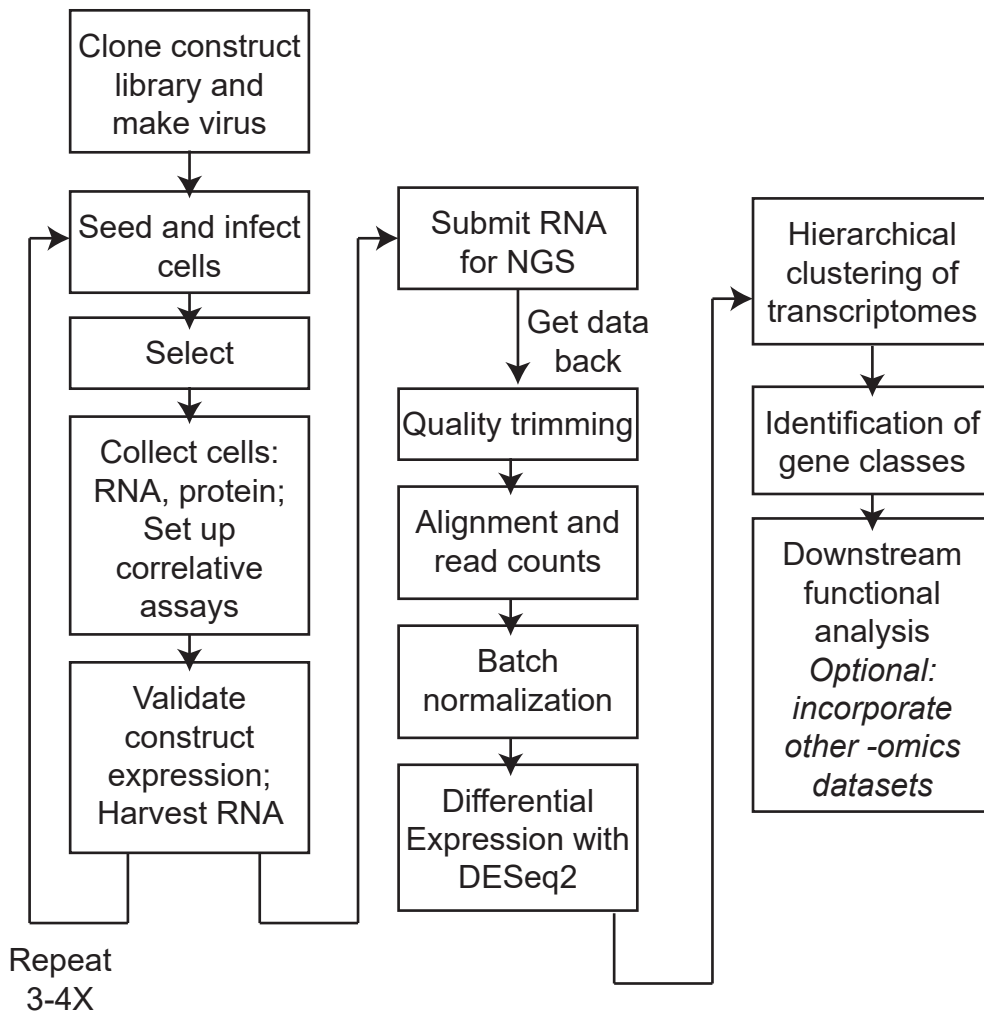 Clone construct
library and
make virus
Seed and infect
cells
Select
Collect cells:
RNA, protein;
Set up
correlative
assays
Validate
construct
expression;
Harvest RNA
Repeat
3-4X
Submit RNA
for NGS
Get data
back
Quality trimming
Alignment and
read counts
Batch
normalization
Differential
Expression with
DESeq2
Hierarchical
clustering of
transcriptomes
Identification of
gene classes
Downstream
functional
analysis
Optional:
incorporate
other -omics
datasets